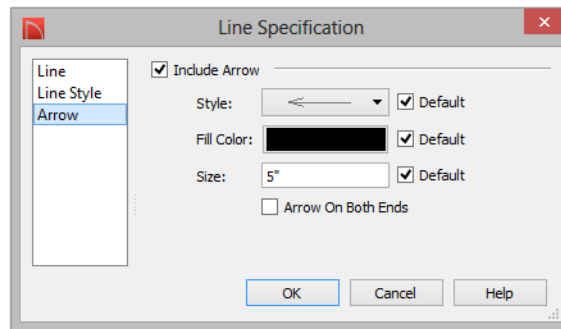 Line Specification
Line
Line Style
Arrow
Include Arrow
Style:
Default
Fill Color:
Default
Size:
5"
Default
Arrow On Both Ends
OK
Cancel
Help